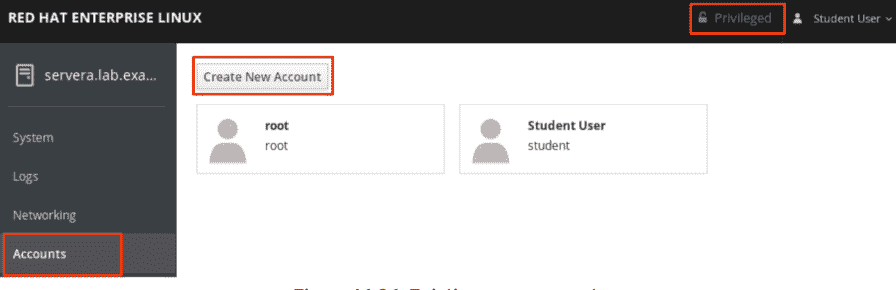 RED HAT ENTERPRISE LINUX
Privileged
Student User
servera.lab.exa...
System
Logs
Networking
Accounts
Create New Account
root
root
Student User
student